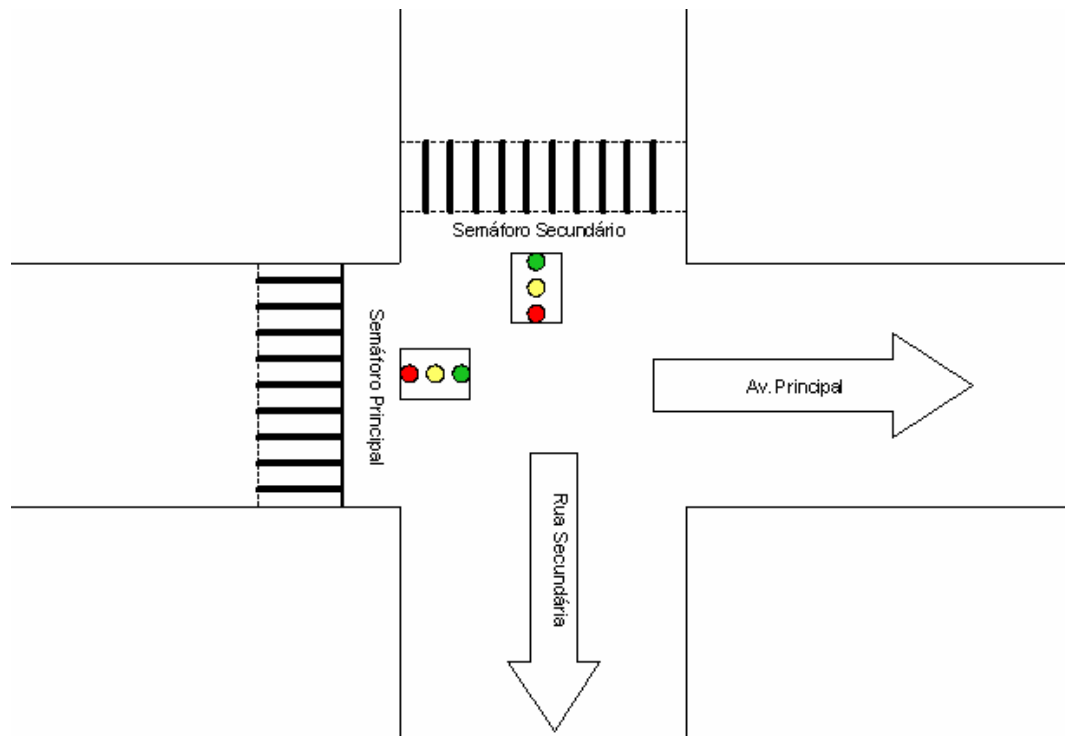 Semáforo Secundário
Semáforo Principal
Av. Principal
Rua Secundária